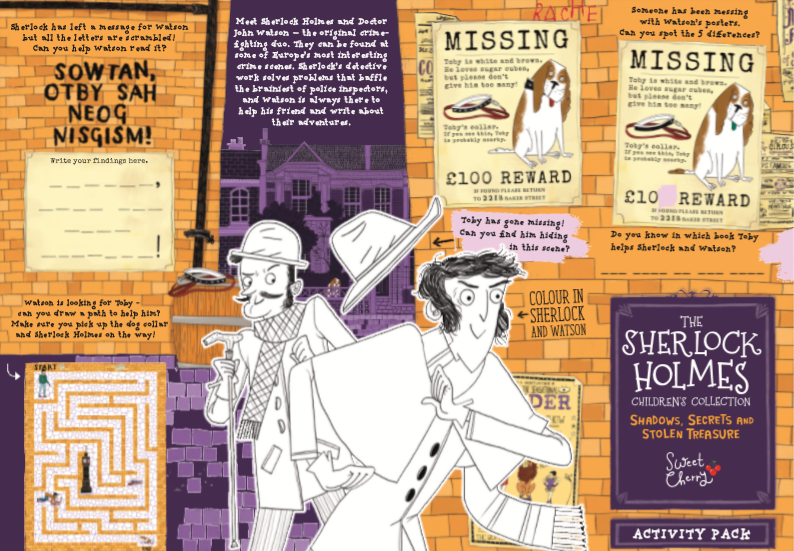 Sherlock has left a message for Watson
but all the letters are scrambled!
Can you help Watson read it?
SOWTAN,
OTBY SAH
NEOG
NISGISM!
Write your findings here.
_ _ _ _ _ _,
_ _ _ _ _ _ _
_ _ _ _
_ _ _ _ _ _ _!
Watson is looking for Toby –
can you draw a path to help him?
Make sure you pick up the dog collar
and Sherlock Holmes on the way!
START
Meet Sherlock Holmes and Doctor
John Watson – the original crime-
fighting duo. They can be found at
some of Europe's most interesting
crime scenes. Sherlock's detective
work solves problems that baffle
the brainiest of police inspectors,
and Watson is always there to
help his friend and write about
their adventures.
RACHE
MISSING
Toby is white and brown.
He loves sugar cubes,
but please don't
give him too many!
Toby's collar.
If you see this, Toby
is probably nearby.
£100 REWARD
IF FOUND PLEASE RETURN
TO 221B BAKER STREET
Toby has gone missing!
Can you find him hiding
in this scene?
COLOUR IN
SHERLOCK
AND WATSON
DER
Someone has been messing
with Watson's posters.
Can you spot the 5 differences?
MISSING
Toby is white and brown.
He loves sugar cubes,
but please don't
give him too many!
Toby's collar.
If you see this, Toby
is probably nearby.
£10 REWARD
IF FOUND PLEASE RETURN
TO 221B BAKER STREET
Do you know in which book Toby
helps Sherlock and Watson?
THE
SHERLOCK
HOLMES
CHILDREN'S COLLECTION
SHADOWS, SECRETS AND
STOLEN TREASURE
Sweet
Cherry
ACTIVITY PACK